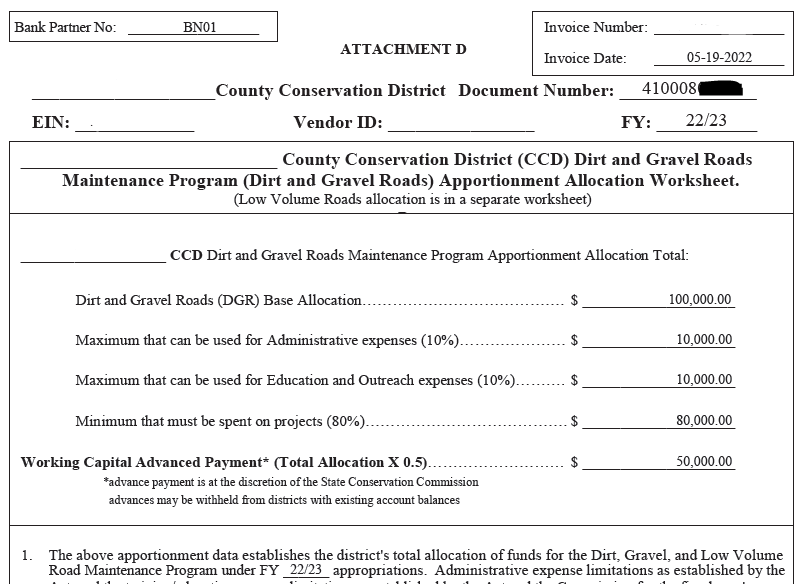 Bank Partner No: BN01
Invoice Number:
ATTACHMENT D
Invoice Date: 05-19-2022
County Conservation District Document Number: 410008
EIN: Vendor ID: FY: 22/23
County Conservation District (CCD) Dirt and Gravel Roads
Maintenance Program (Dirt and Gravel Roads) Apportionment Allocation Worksheet.
(Low Volume Roads allocation is in a separate worksheet)
CCD Dirt and Gravel Roads Maintenance Program Apportionment Allocation Total:
Dirt and Gravel Roads (DGR) Base Allocation........................................ $ 100,000.00
Maximum that can be used for Administrative expenses (10%)..................... $ 10,000.00
Maximum that can be used for Education and Outreach expenses (10%).......... $ 10,000.00
Minimum that must be spent on projects (80%)........................................ $ 80,000.00
Working Capital Advanced Payment* (Total Allocation X 0.5)........................... $ 50,000.00
*advance payment is at the discretion of the State Conservation Commission
advances may be withheld from districts with existing account balances
1. The above apportionment data establishes the district's total allocation of funds for the Dirt, Gravel, and Low Volume
Road Maintenance Program under FY 22/23 appropriations. Administrative expense limitations as established by the